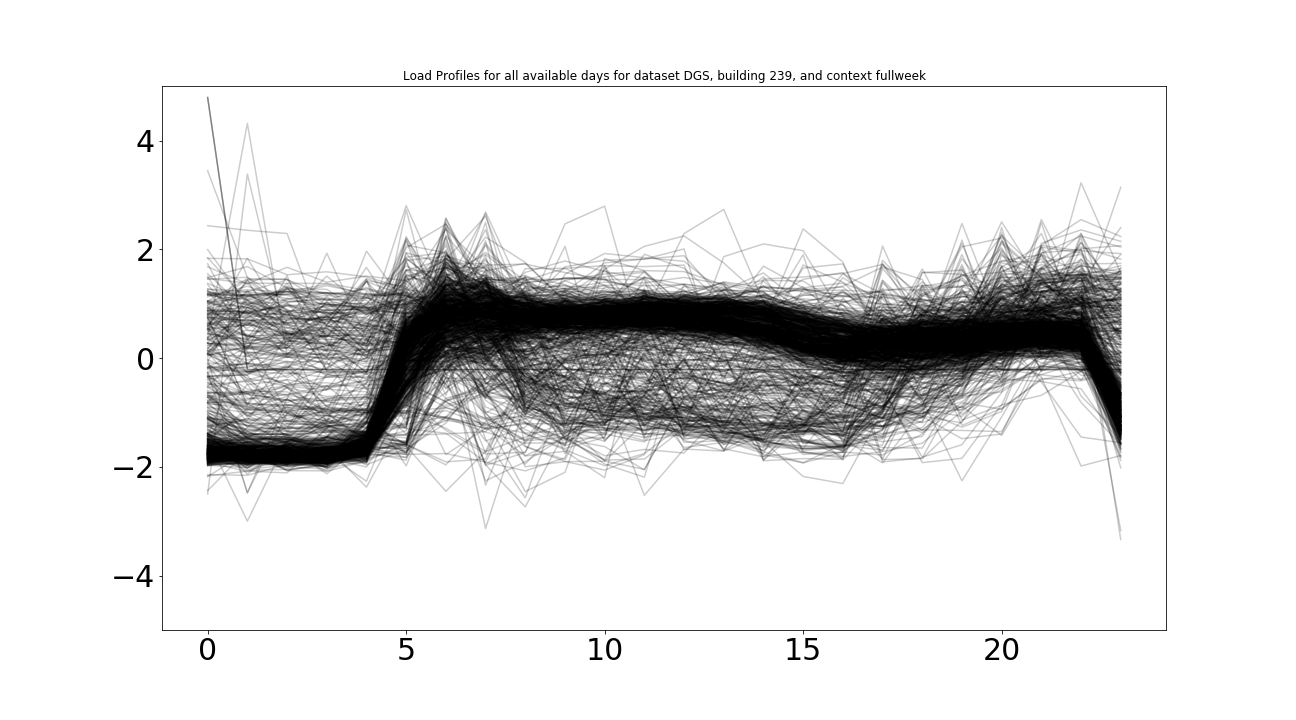 Load Profiles for all available days for dataset DGS, building 239, and context fullweek
4
2
0
−2
−4
0 5 10 15 20